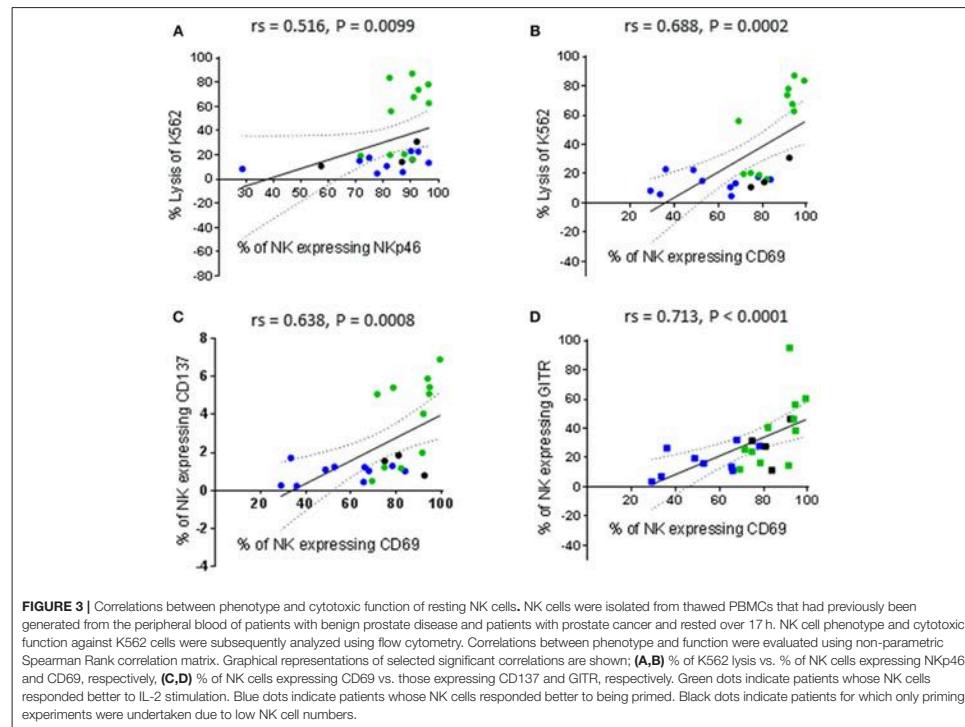 A
rs = 0.516, P = 0.0099
% Lysis of K562
100
80
60
40
20
0
-20
-40
-60
-80
30 40 50 60 70 80 90 100
% of NK expressing NKp46
B
rs = 0.688, P = 0.0002
% Lysis of K562
100
80
60
40
20
0
-20
-40
20 40 60 80 100
% of NK expressing CD69
C
rs = 0.638, P = 0.0008
% of NK expressing CD137
8
6
4
2
0
-2
-4
20 40 60 80 100
% of NK expressing CD69
D
rs = 0.713, P < 0.0001
% of NK expressing GITR
100
80
60
40
20
0
-20
-40
20 40 60 80 100
% of NK expressing CD69
FIGURE 3 | Correlations between phenotype and cytotoxic function of resting NK cells. NK cells were isolated from thawed PBMCs that had previously been
generated from the peripheral blood of patients with benign prostate disease and patients with prostate cancer and rested over 17 h. NK cell phenotype and cytotoxic
function against K562 cells were subsequently analyzed using flow cytometry. Correlations between phenotype and function were evaluated using non-parametric
Spearman Rank correlation matrix. Graphical representations of selected significant correlations are shown; (A,B) % of K562 lysis vs. % of NK cells expressing NKp46
and CD69, respectively, (C,D) % of NK cells expressing CD69 vs. those expressing CD137 and GITR, respectively. Green dots indicate patients whose NK cells
responded better to IL-2 stimulation. Blue dots indicate patients whose NK cells responded better to being primed. Black dots indicate patients for which only priming
experiments were undertaken due to low NK cell numbers.